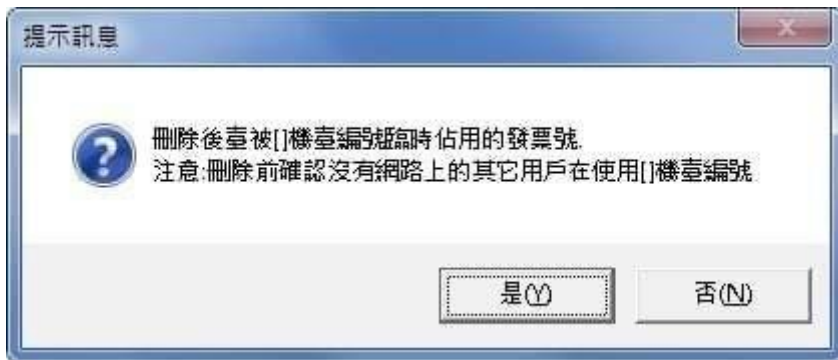 提示訊息
刪除後臺被[]機臺編號臨時佔用的發票號.
注意:刪除前確認沒有網路上的其它用戶在使用[]機臺編號
是(Y)
否(N)